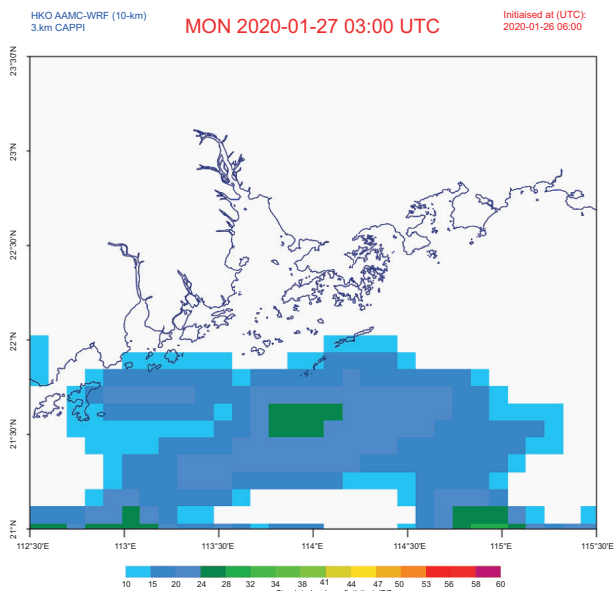 HKO AAMC-WRF (10-km)
3.km CAPPI
MON 2020-01-27 03:00 UTC
Initiaised at (UTC):
2020-01-26 06:00
23°30'N
23°N
22°30'N
22°N
21°30'N
21°N
112°30'E 113°E 113°30'E 114°E 114°30'E 115°E 115°30'E
10 15 20 24 28 32 34 38 41 44 47 50 53 56 58 60